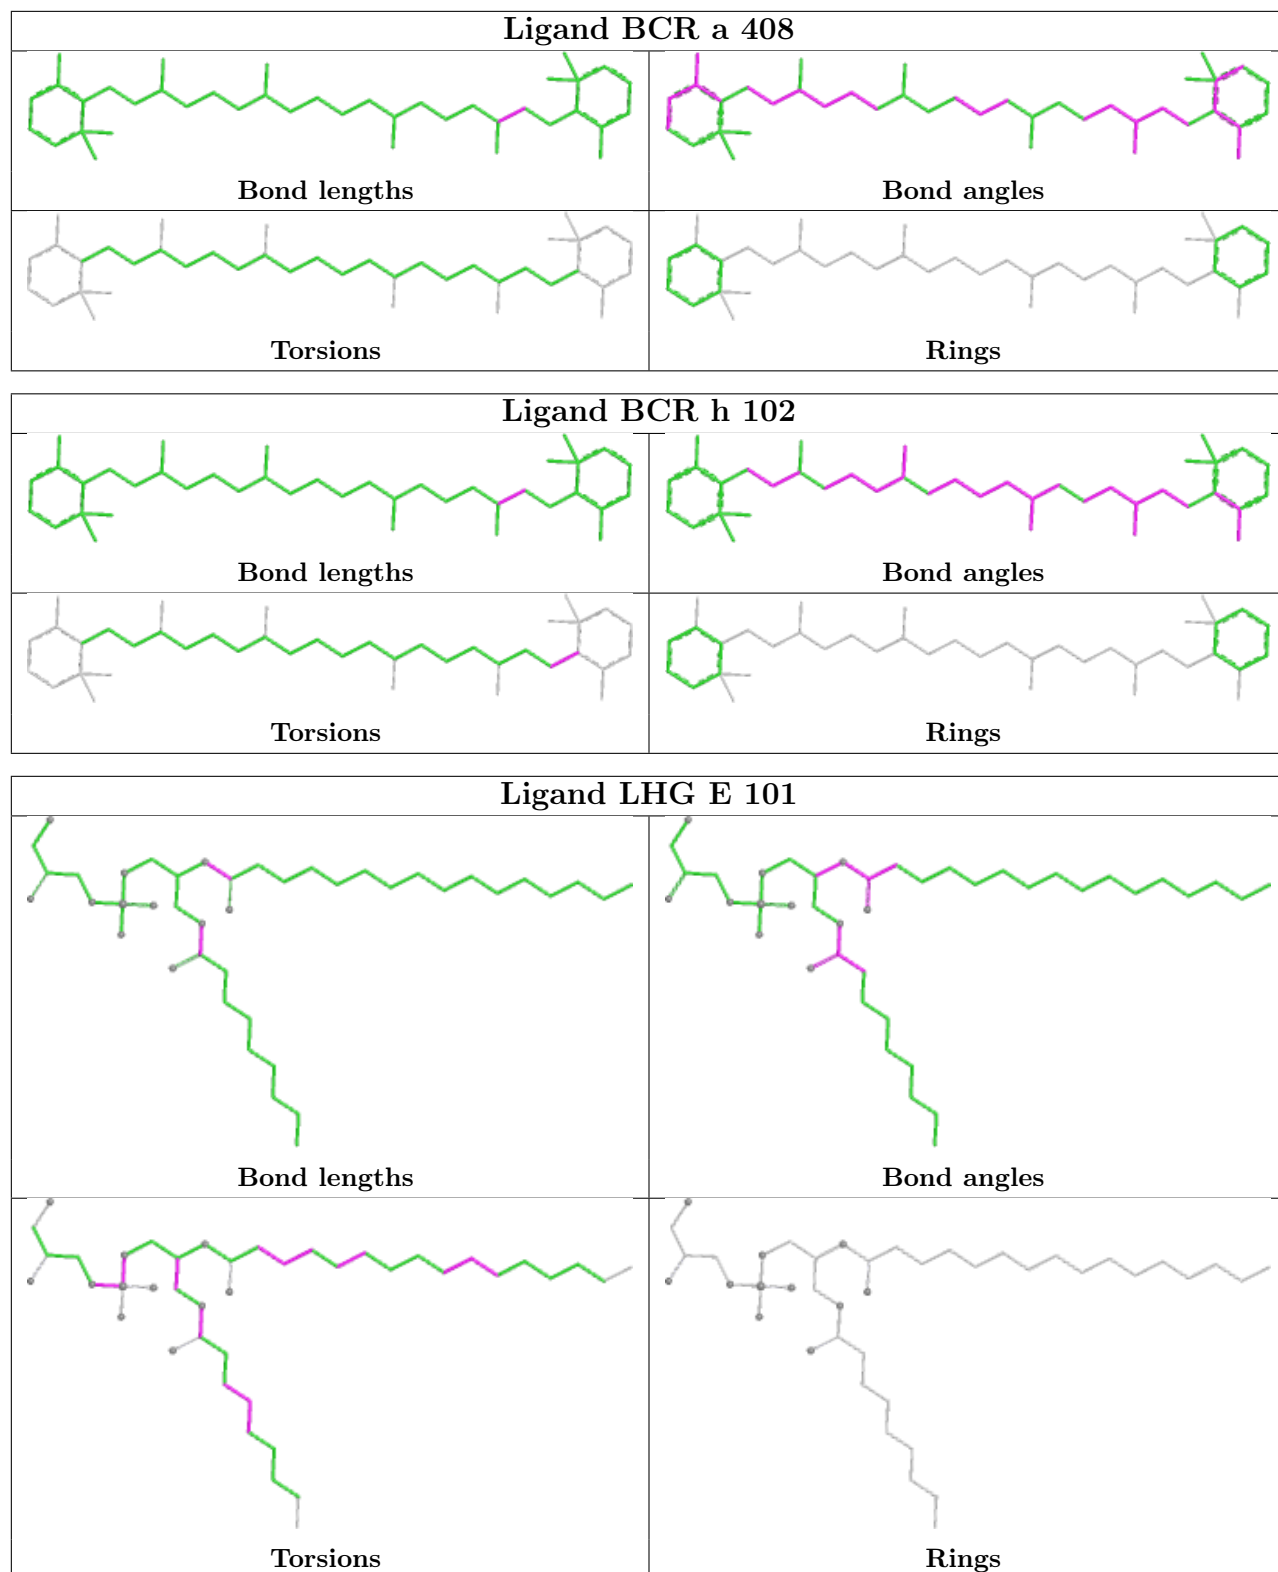 Ligand BCR a 408
Bond lengths
Bond angles
Torsions
Rings
Ligand BCR h 102
Bond lengths
Bond angles
Torsions
Rings
Ligand LHG E 101
Bond lengths
Bond angles
Torsions
Rings